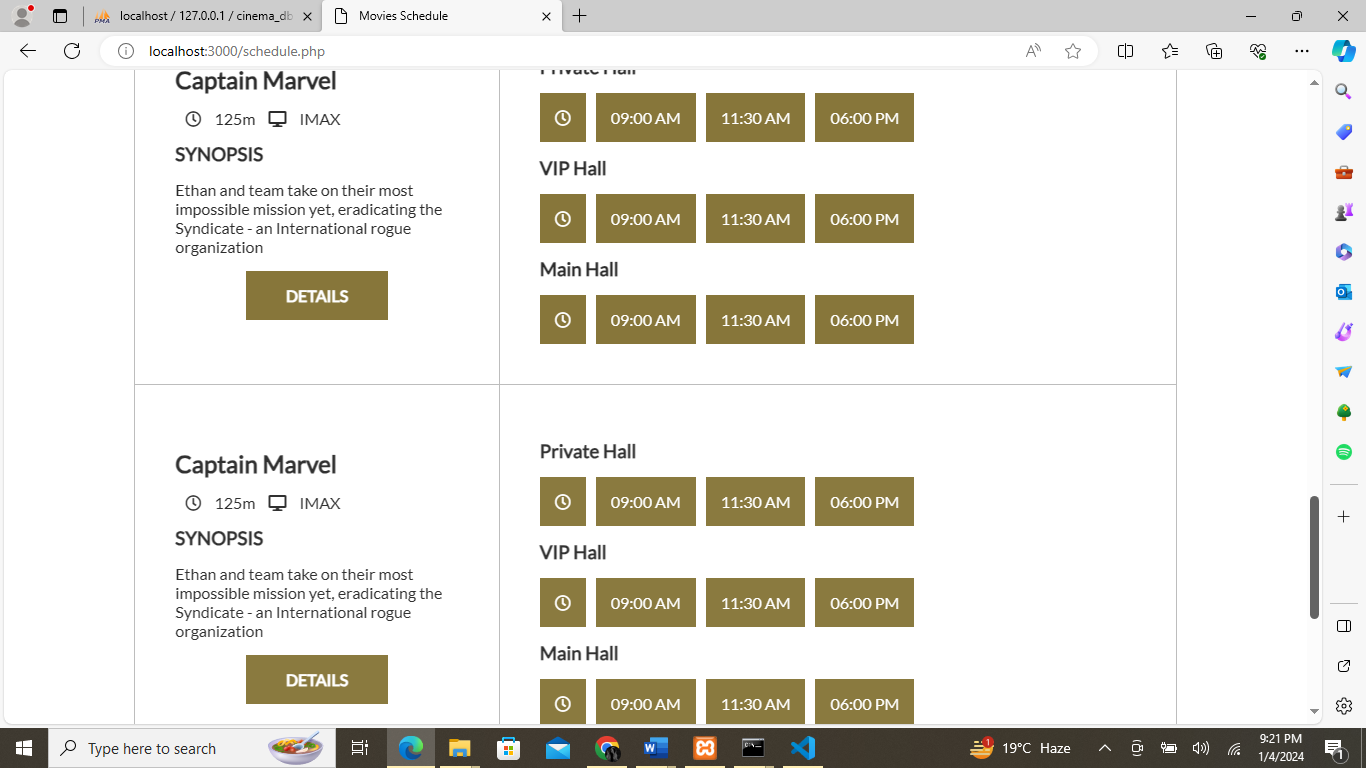 PMA
localhost / 127.0.0.1 / cinema_db
Movies Schedule
localhost:3000/schedule.php
Captain Marvel
125m IMAX
SYNOPSIS
Ethan and team take on their most
impossible mission yet, eradicating the
Syndicate - an International rogue
organization
DETAILS
Private Hall
09:00 AM 11:30 AM 06:00 PM
VIP Hall
09:00 AM 11:30 AM 06:00 PM
Main Hall
09:00 AM 11:30 AM 06:00 PM
Captain Marvel
125m IMAX
SYNOPSIS
Ethan and team take on their most
impossible mission yet, eradicating the
Syndicate - an International rogue
organization
DETAILS
Private Hall
09:00 AM 11:30 AM 06:00 PM
VIP Hall
09:00 AM 11:30 AM 06:00 PM
Main Hall
09:00 AM 11:30 AM 06:00 PM
Type here to search
1
19°C Haze
9:21 PM
1/4/2024
1